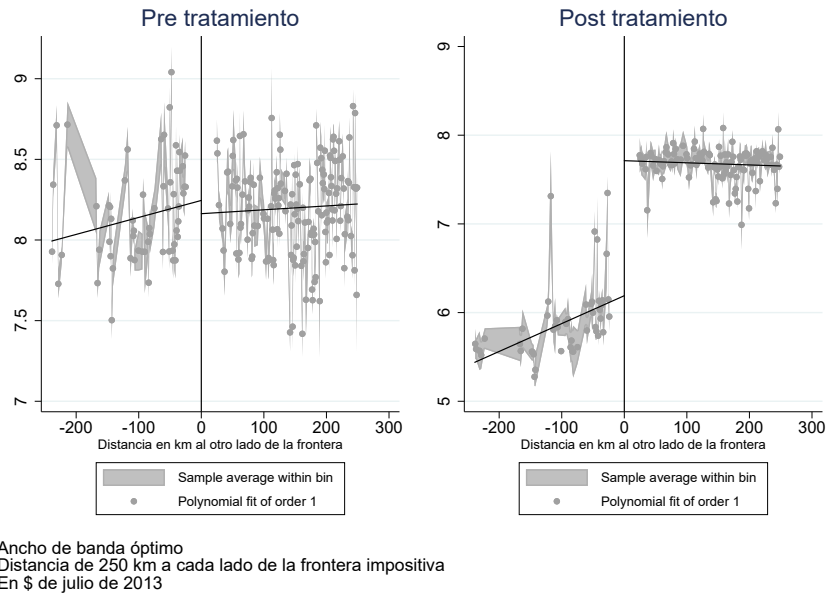 Pre tratamiento
9
8.5
8
7.5
7
-200 -100 0 100 200 300
Distancia en km al otro lado de la frontera
Sample average within bin
Polynomial fit of order 1
Post tratamiento
9
8
7
6
5
-200 -100 0 100 200 300
Distancia en km al otro lado de la frontera
Sample average within bin
Polynomial fit of order 1
Ancho de banda óptimo
Distancia de 250 km a cada lado de la frontera impositiva
En $ de julio de 2013